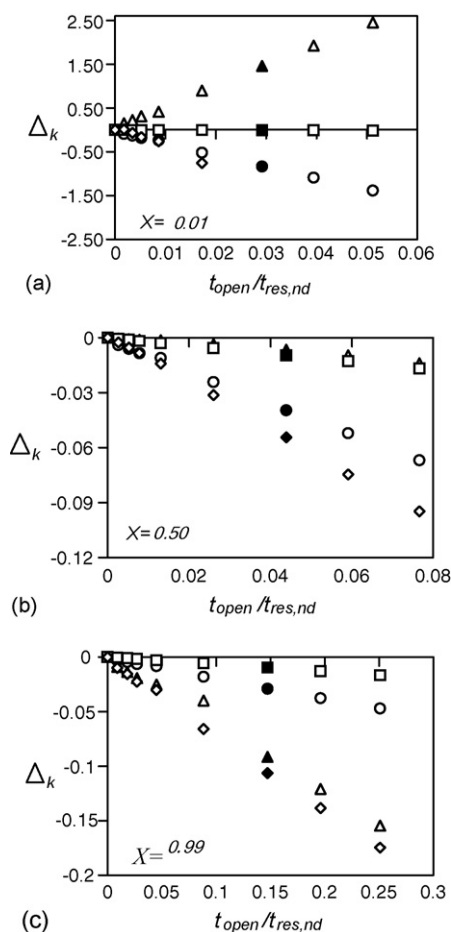 2.50
1.50
0.50
-0.50
-1.50
-2.50
Δk
X= 0.01
0 0.01 0.02 0.03 0.04 0.05 0.06
(a) topen/tres,nd
0
-0.03
-0.06
-0.09
-0.12
Δk
X=0.50
0 0.02 0.04 0.06 0.08
(b) topen/tres,nd
0
-0.05
-0.1
-0.15
-0.2
Δk
X= 0.99
0 0.05 0.1 0.15 0.2 0.25 0.3
(c) topen/tres,nd